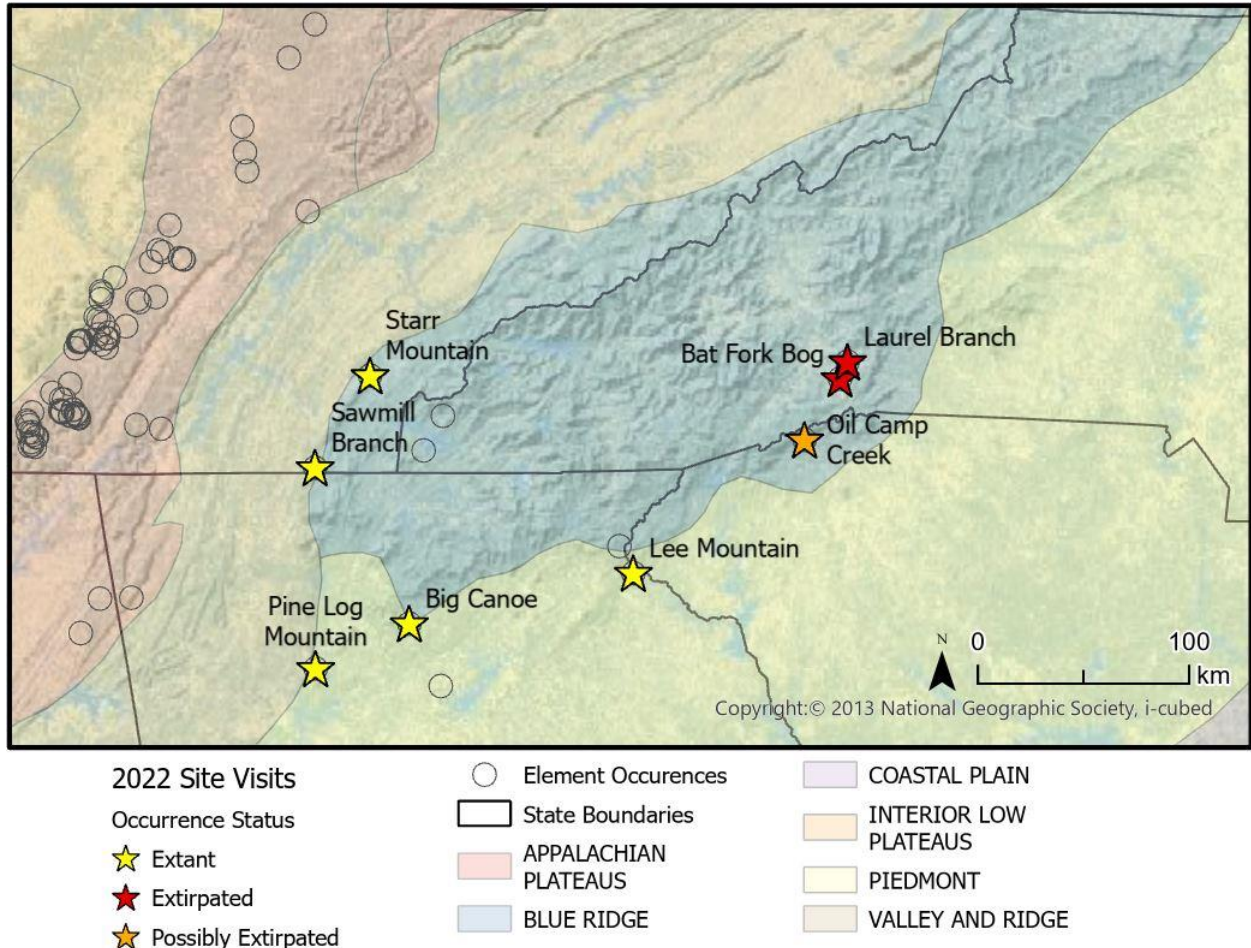 Starr
Mountain
Sawmill
Branch
Bat Fork Bog
Laurel Branch
Oil Camp
Creek
Lee Mountain
Big Canoe
Pine Log
Mountain
N
0 100
km
Copyright:© 2013 National Geographic Society, i-cubed
2022 Site Visits
Occurrence Status
Extant
Extirpated
Possibly Extirpated
Element Occurences
State Boundaries
APPALACHIAN
PLATEAUS
BLUE RIDGE
COASTAL PLAIN
INTERIOR LOW
PLATEAUS
PIEDMONT
VALLEY AND RIDGE